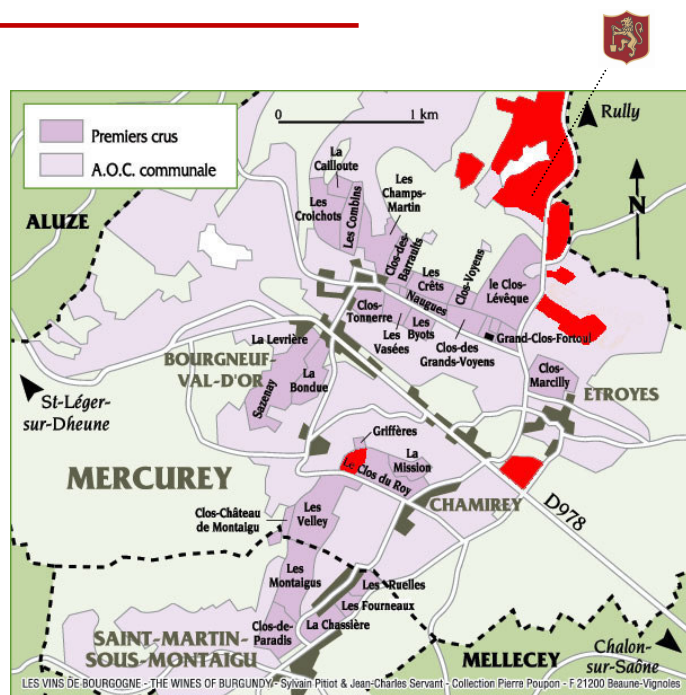 Premiers crus
A.O.C. communale
0 1 km
Rully
N
ALUZE
La
Cailloute
Les
Croichots
Les Combins
Les
Champs-
Martin
Clos-des-
Barraults
Les
Crêts
Clos-Voyens
le Clos-
Lévêque
Naugues
Clos-
Tonnerre
Les
Vasées
Les
Byots
Clos-des
Grands-Voyens
Grand-Clos-Fortoul
La Levrière
BOURGNEUF-
VAL-D'OR
La
Bondue
Sazenay
Clos-
Marcilly
ETROYES
St-Léger-
sur-Dheune
Griffères
La
Mission
Le Clos du Roy
MERCUREY
CHAMIREY
D978
Clos-Château
de Montaigu
Les
Velley
Les
Montaigus
Les Ruelles
Les Fourneaux
Clos-de-
Paradis
La Chassière
SAINT-MARTIN-
SOUS-MONTAIGU
MELLECEY
Chalon-
sur-Saône
LES VINS DE BOURGOGNE - THE WINES OF BURGUNDY - Sylvain Pitiot & Jean-Charles Servant - Collection Pierre Poupon - F 21200 Beaune-Vignoles